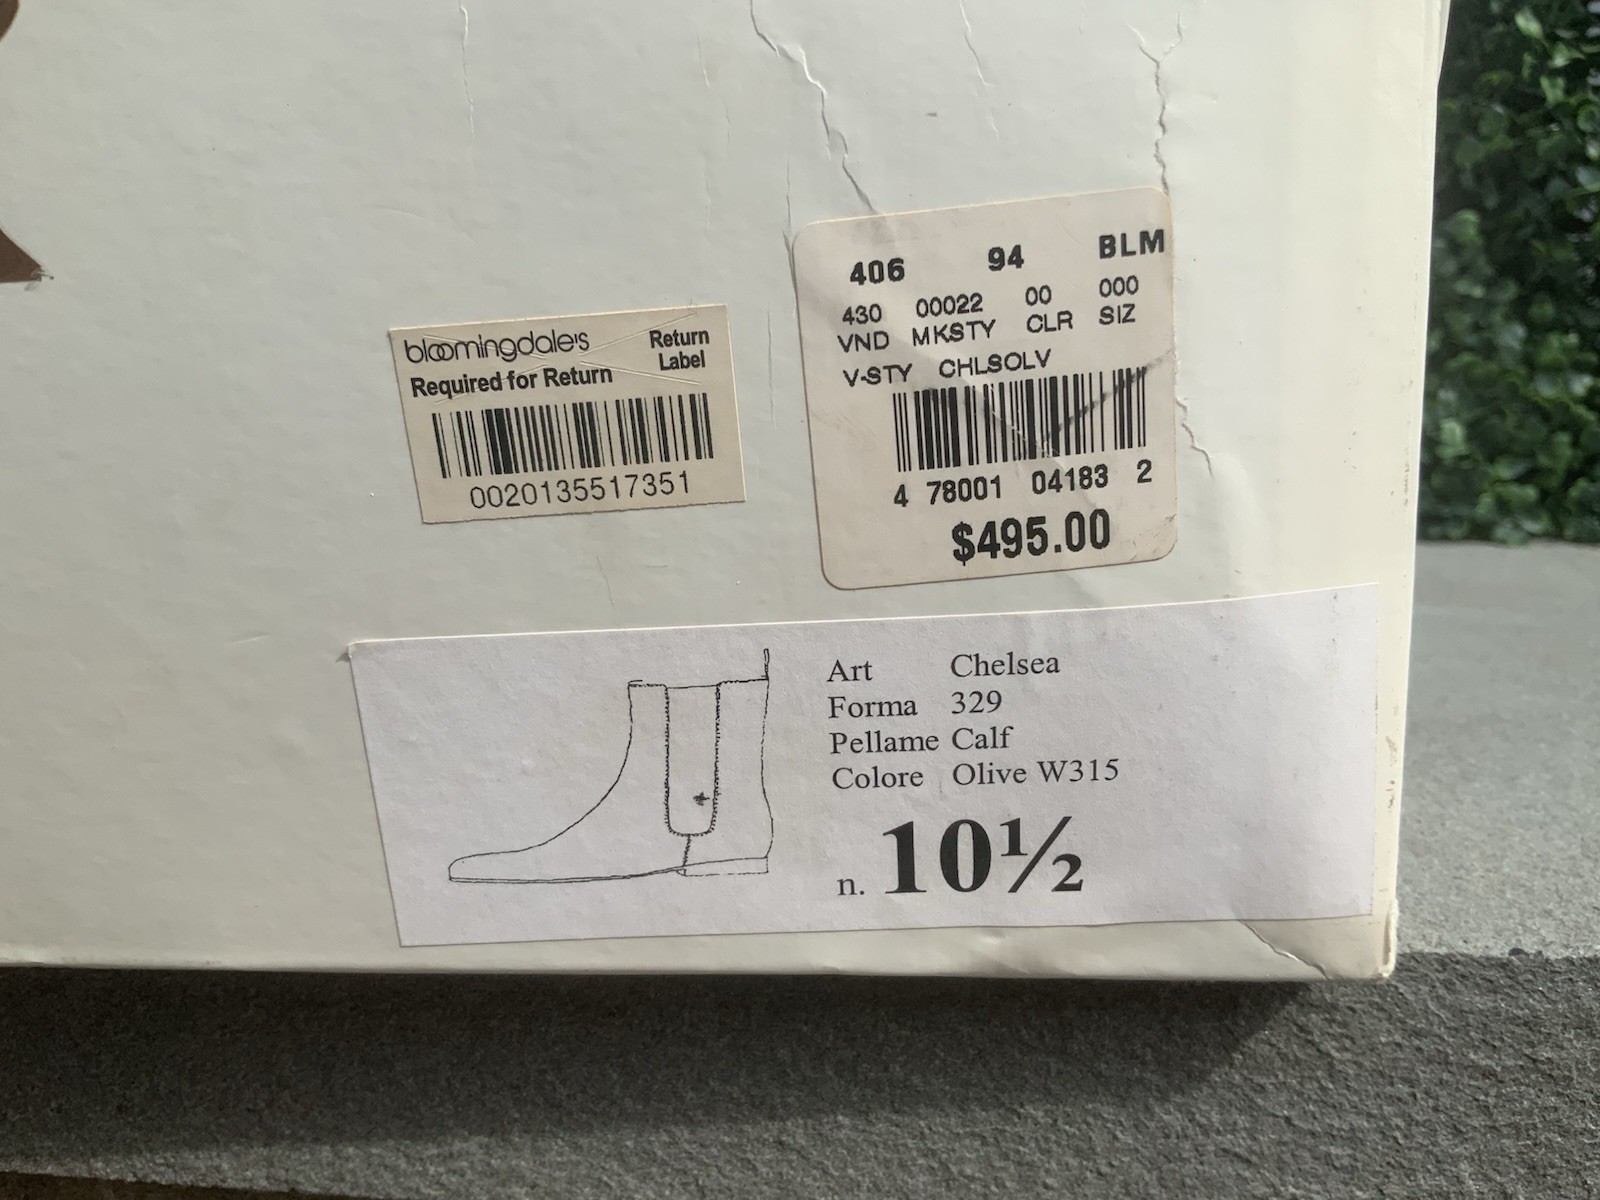 bloomingdale's
Return
Label
Required for Return
0020135517351
406 94 BLM
430 00022 00 000
VND MKSTY CLR SIZ
V-STY CHLSOLV
4 78001 04183 2
$495.00
Art Chelsea
Forma 329
Pellame Calf
Colore Olive W315
n. 10½